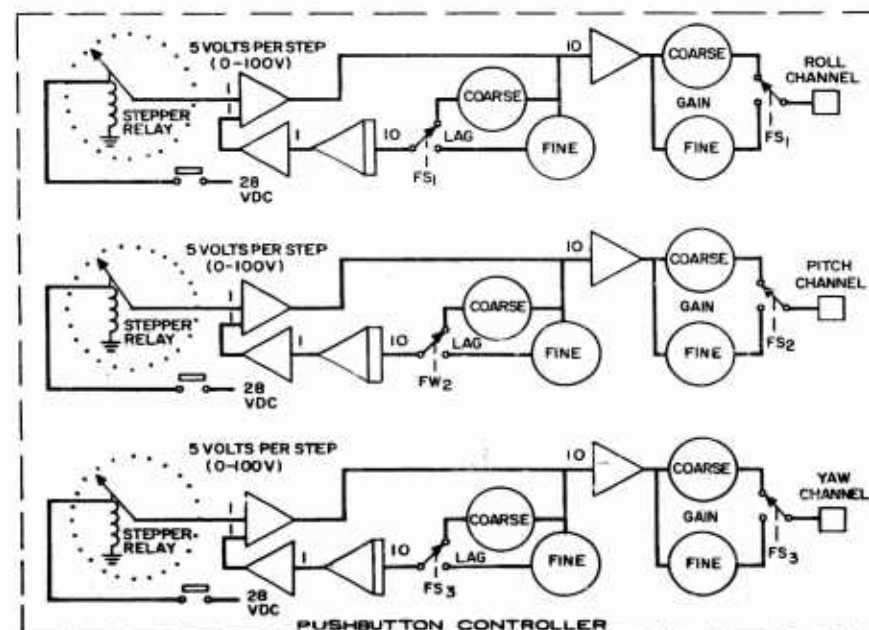 5 VOLTS PER STEP
(0-100V)
10
COARSE
ROLL
CHANNEL
1
STEPPER
RELAY
COARSE
GAIN
1
10
LAG
FINE
FINE
FS1
FS1
28
VDC
5 VOLTS PER STEP
(0-100V)
10
COARSE
PITCH
CHANNEL
1
STEPPER
RELAY
COARSE
GAIN
1
10
LAG
FINE
FINE
FS2
FW2
28
VDC
5 VOLTS PER STEP
(0-100V)
10
COARSE
YAW
CHANNEL
1
STEPPER
RELAY
COARSE
GAIN
1
10
LAG
FINE
FINE
FS3
FS3
28
VDC
PUSHBUTTON CONTROLLER